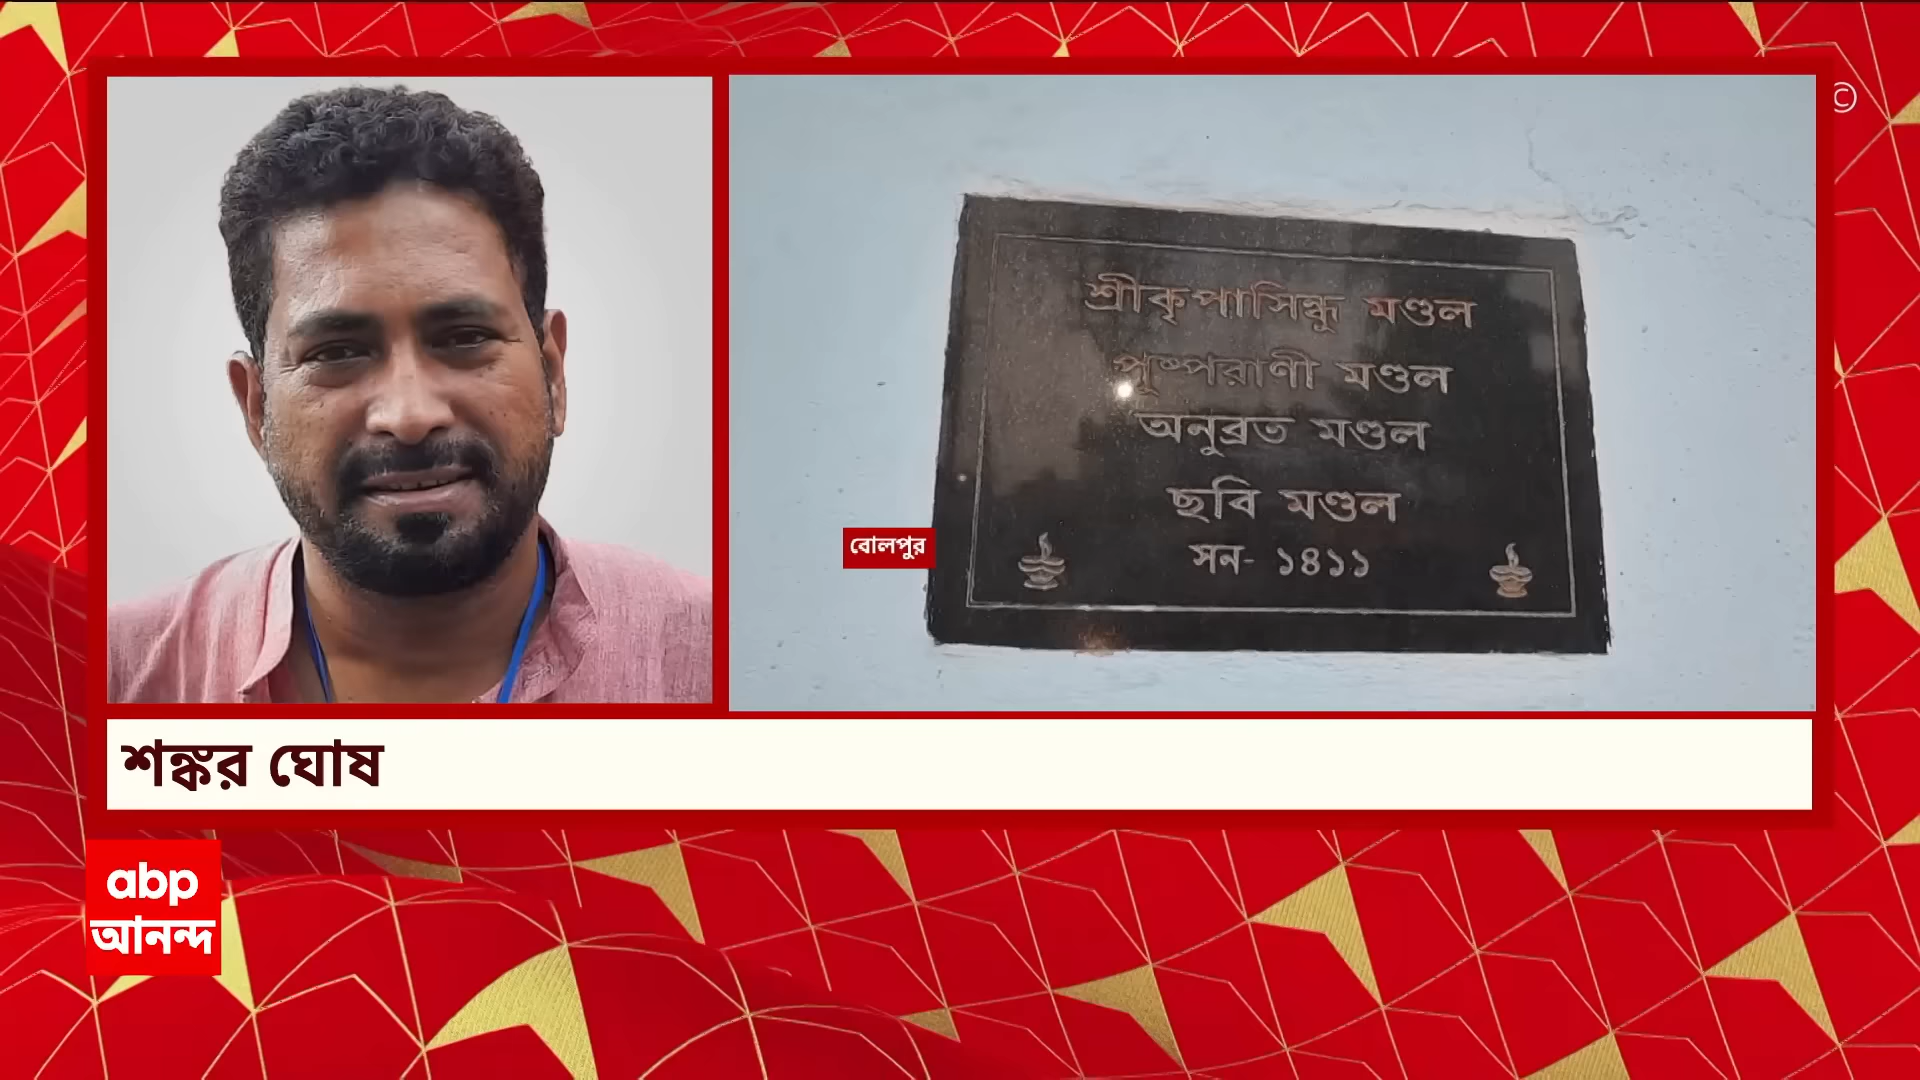 ©
শ্রীকৃপাসিন্ধু মণ্ডল
পুষ্পরাণী মণ্ডল
অনুব্রত মণ্ডল
ছবি মণ্ডল
সন- ১৪১১
বোলপুর
শঙ্কর ঘোষ
abp
আনন্দ